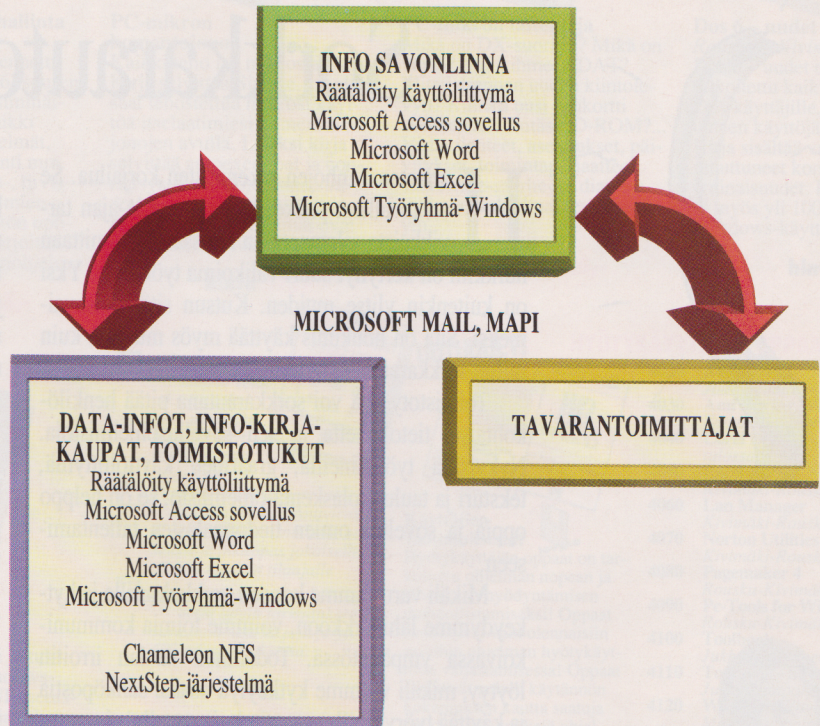 INFO SAVONLINNA
Räätälöity käyttöliittymä
Microsoft Access sovellus
Microsoft Word
Microsoft Excel
Microsoft Työryhmä-Windows
MICROSOFT MAIL, MAPI
DATA-INFOT, INFO-KIRJA-
KAUPAT, TOIMISTOTUKUT
Räätälöity käyttöliittymä
Microsoft Access sovellus
Microsoft Word
Microsoft Excel
Microsoft Työryhmä-Windows
Chameleon NFS
NextStep-järjestelmä
TAVARANTOIMITTAJAT